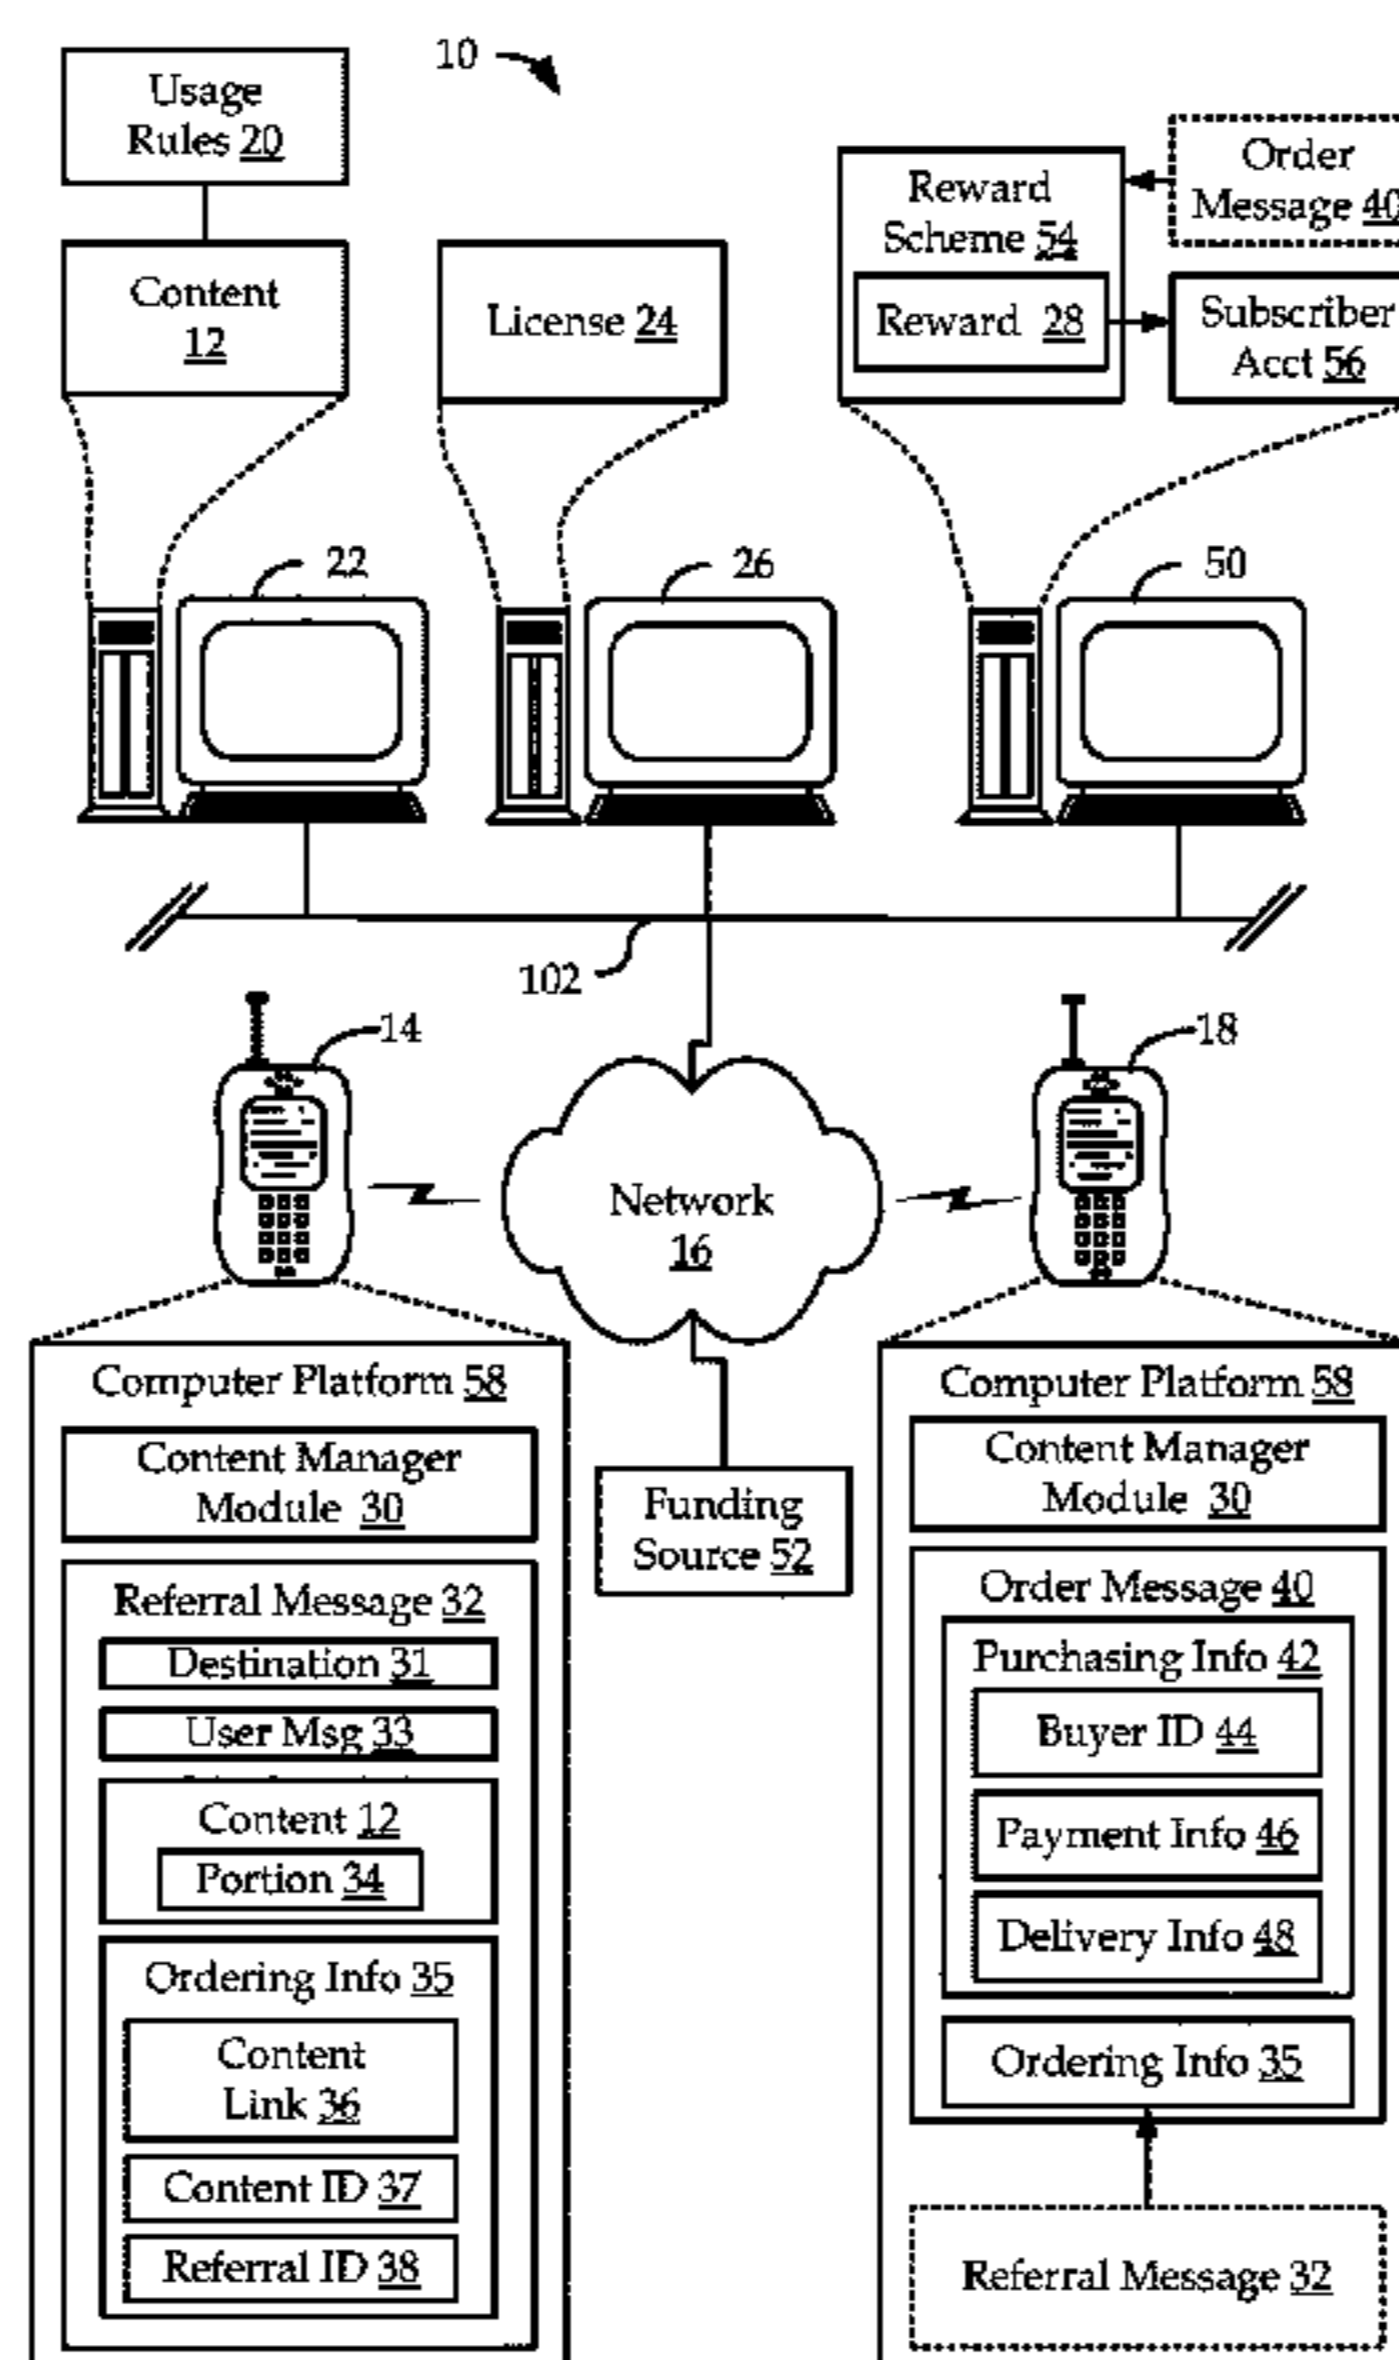 10
Usage
Rules 20
Content
12
License 24
Reward
Scheme 54
Reward 28
Order
Message 40
Subscriber
Acct 56
22
26
50
102
14
18
Network
16
Funding
Source 52
Computer Platform 58
Content Manager
Module 30
Referral Message 32
Destination 31
User Msg 33
Content 12
Portion 34
Ordering Info 35
Content
Link 36
Content ID 37
Referral ID 38
Computer Platform 58
Content Manager
Module 30
Order Message 40
Purchasing Info 42
Buyer ID 44
Payment Info 46
Delivery Info 48
Ordering Info 35
Referral Message 32